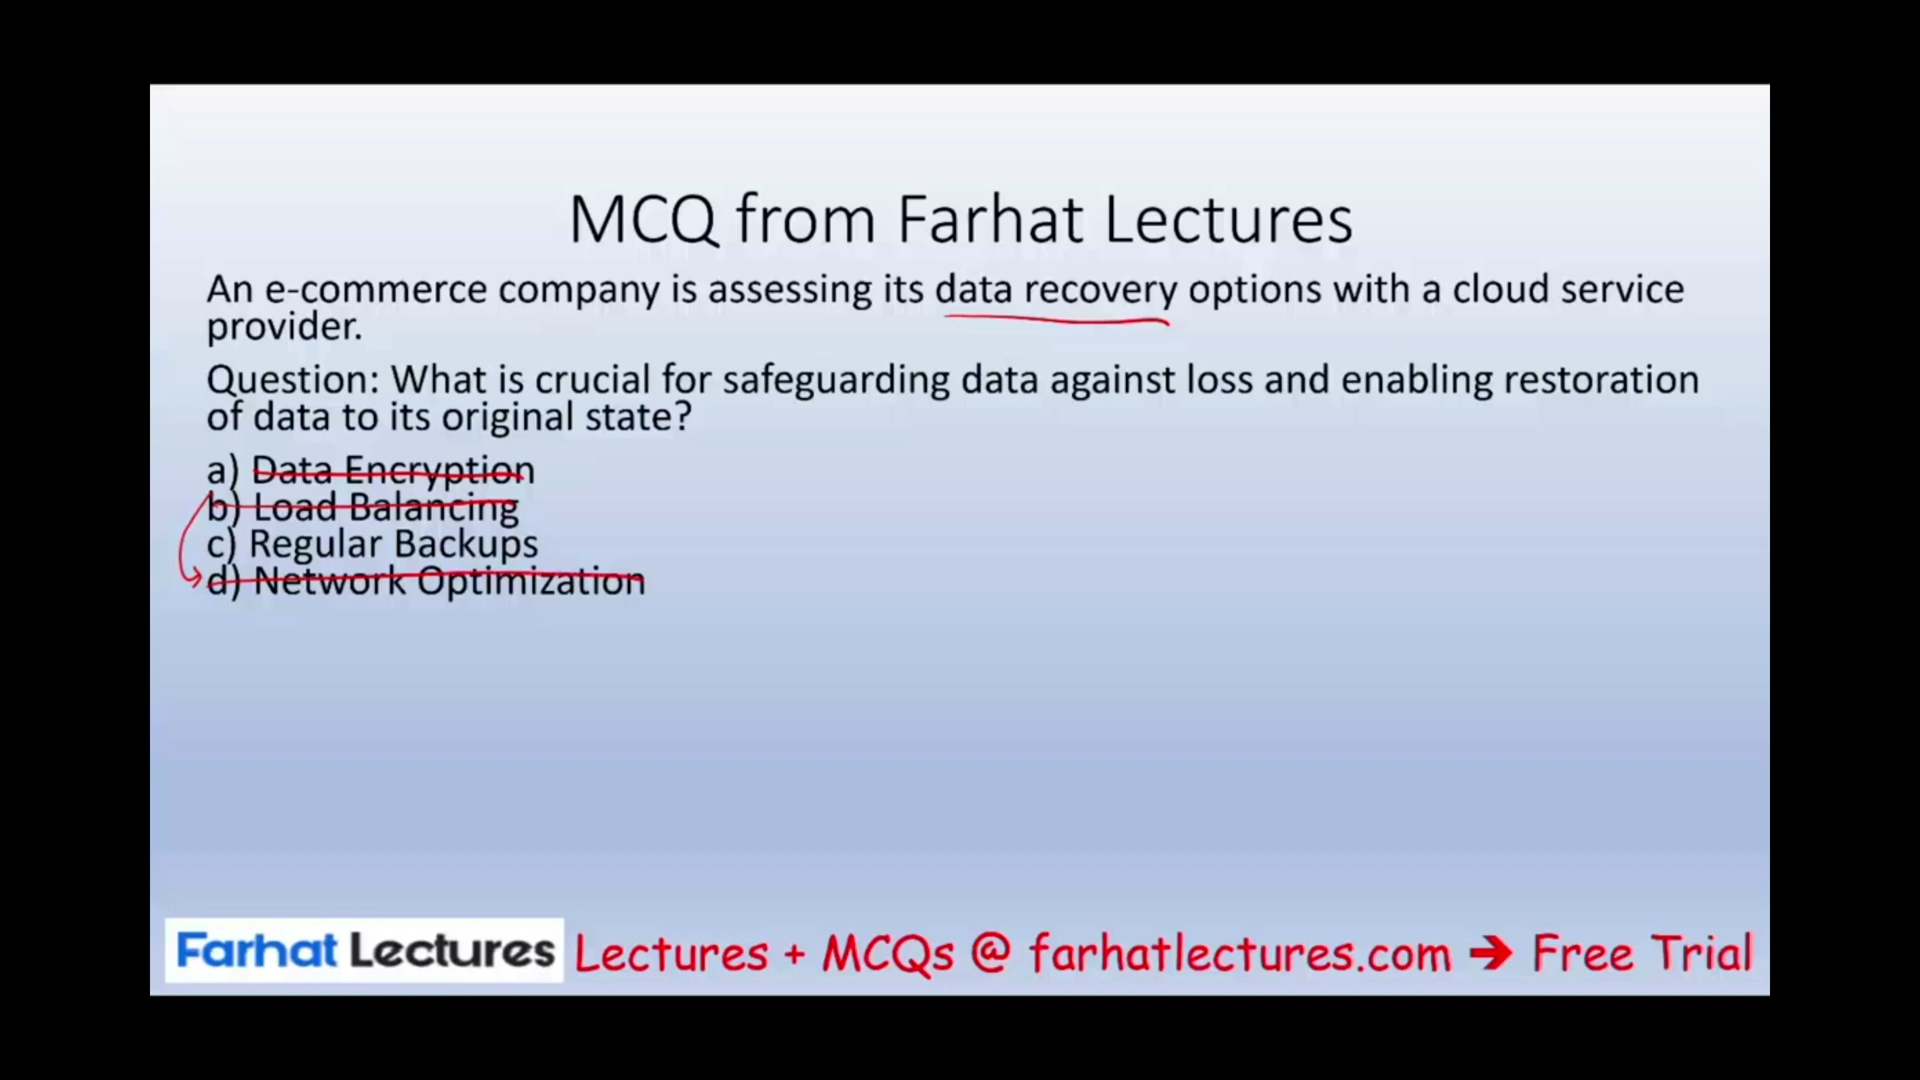 MCQ from Farhat Lectures
An e-commerce company is assessing its data recovery options with a cloud service
provider.
Question: What is crucial for safeguarding data against loss and enabling restoration
of data to its original state?
a) Data Encryption
b) Load Balancing
c) Regular Backups
d) Network Optimization
Farhat Lectures Lectures + MCQs @ farhatlectures.com ➔ Free Trial